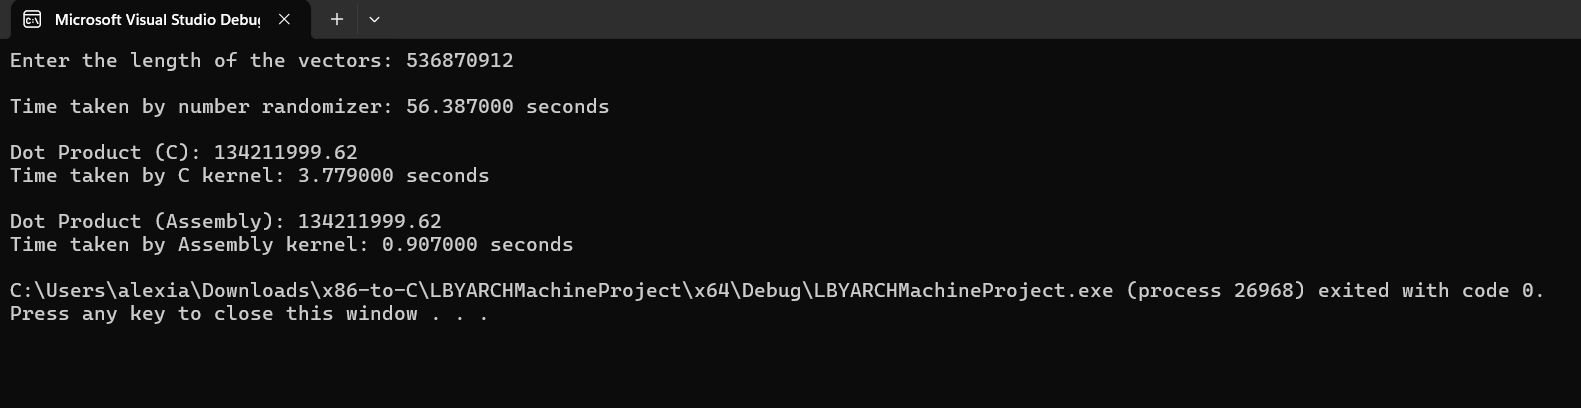 Microsoft Visual Studio Debug
Enter the length of the vectors: 536870912
Time taken by number randomizer: 56.387000 seconds
Dot Product (C): 134211999.62
Time taken by C kernel: 3.779000 seconds
Dot Product (Assembly): 134211999.62
Time taken by Assembly kernel: 0.907000 seconds
C:\Users\alexia\Downloads\x86-to-C\LBYARCHMachineProject\x64\Debug\LBYARCHMachineProject.exe (process 26968) exited with code 0.
Press any key to close this window . . .